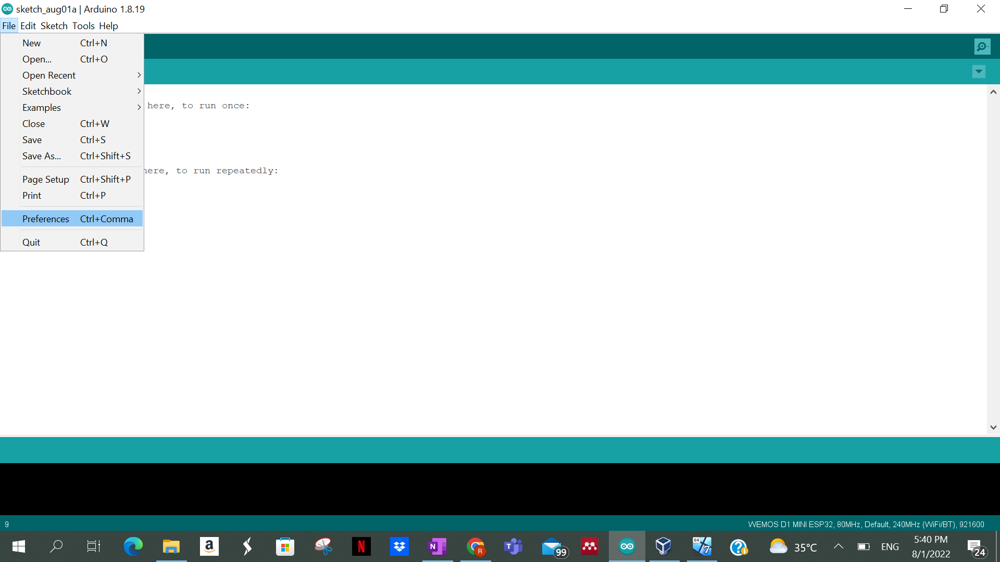 sketch_aug01a | Arduino 1.8.19
File Edit Sketch Tools Help
New Ctrl+N
Open... Ctrl+O
Open Recent
Sketchbook
Examples
Close Ctrl+W
Save Ctrl+S
Save As... Ctrl+Shift+S
Page Setup Ctrl+Shift+P
Print Ctrl+P
Preferences Ctrl+Comma
Quit Ctrl+Q
here, to run once:
here, to run repeatedly:
9
WEMOS D1 MINI ESP32, 80MHz, Default, 240MHz (WiFi/BT), 921600
a
N
N
R
T
99
64
7
?
35°C
ENG
5:40 PM
8/1/2022
24